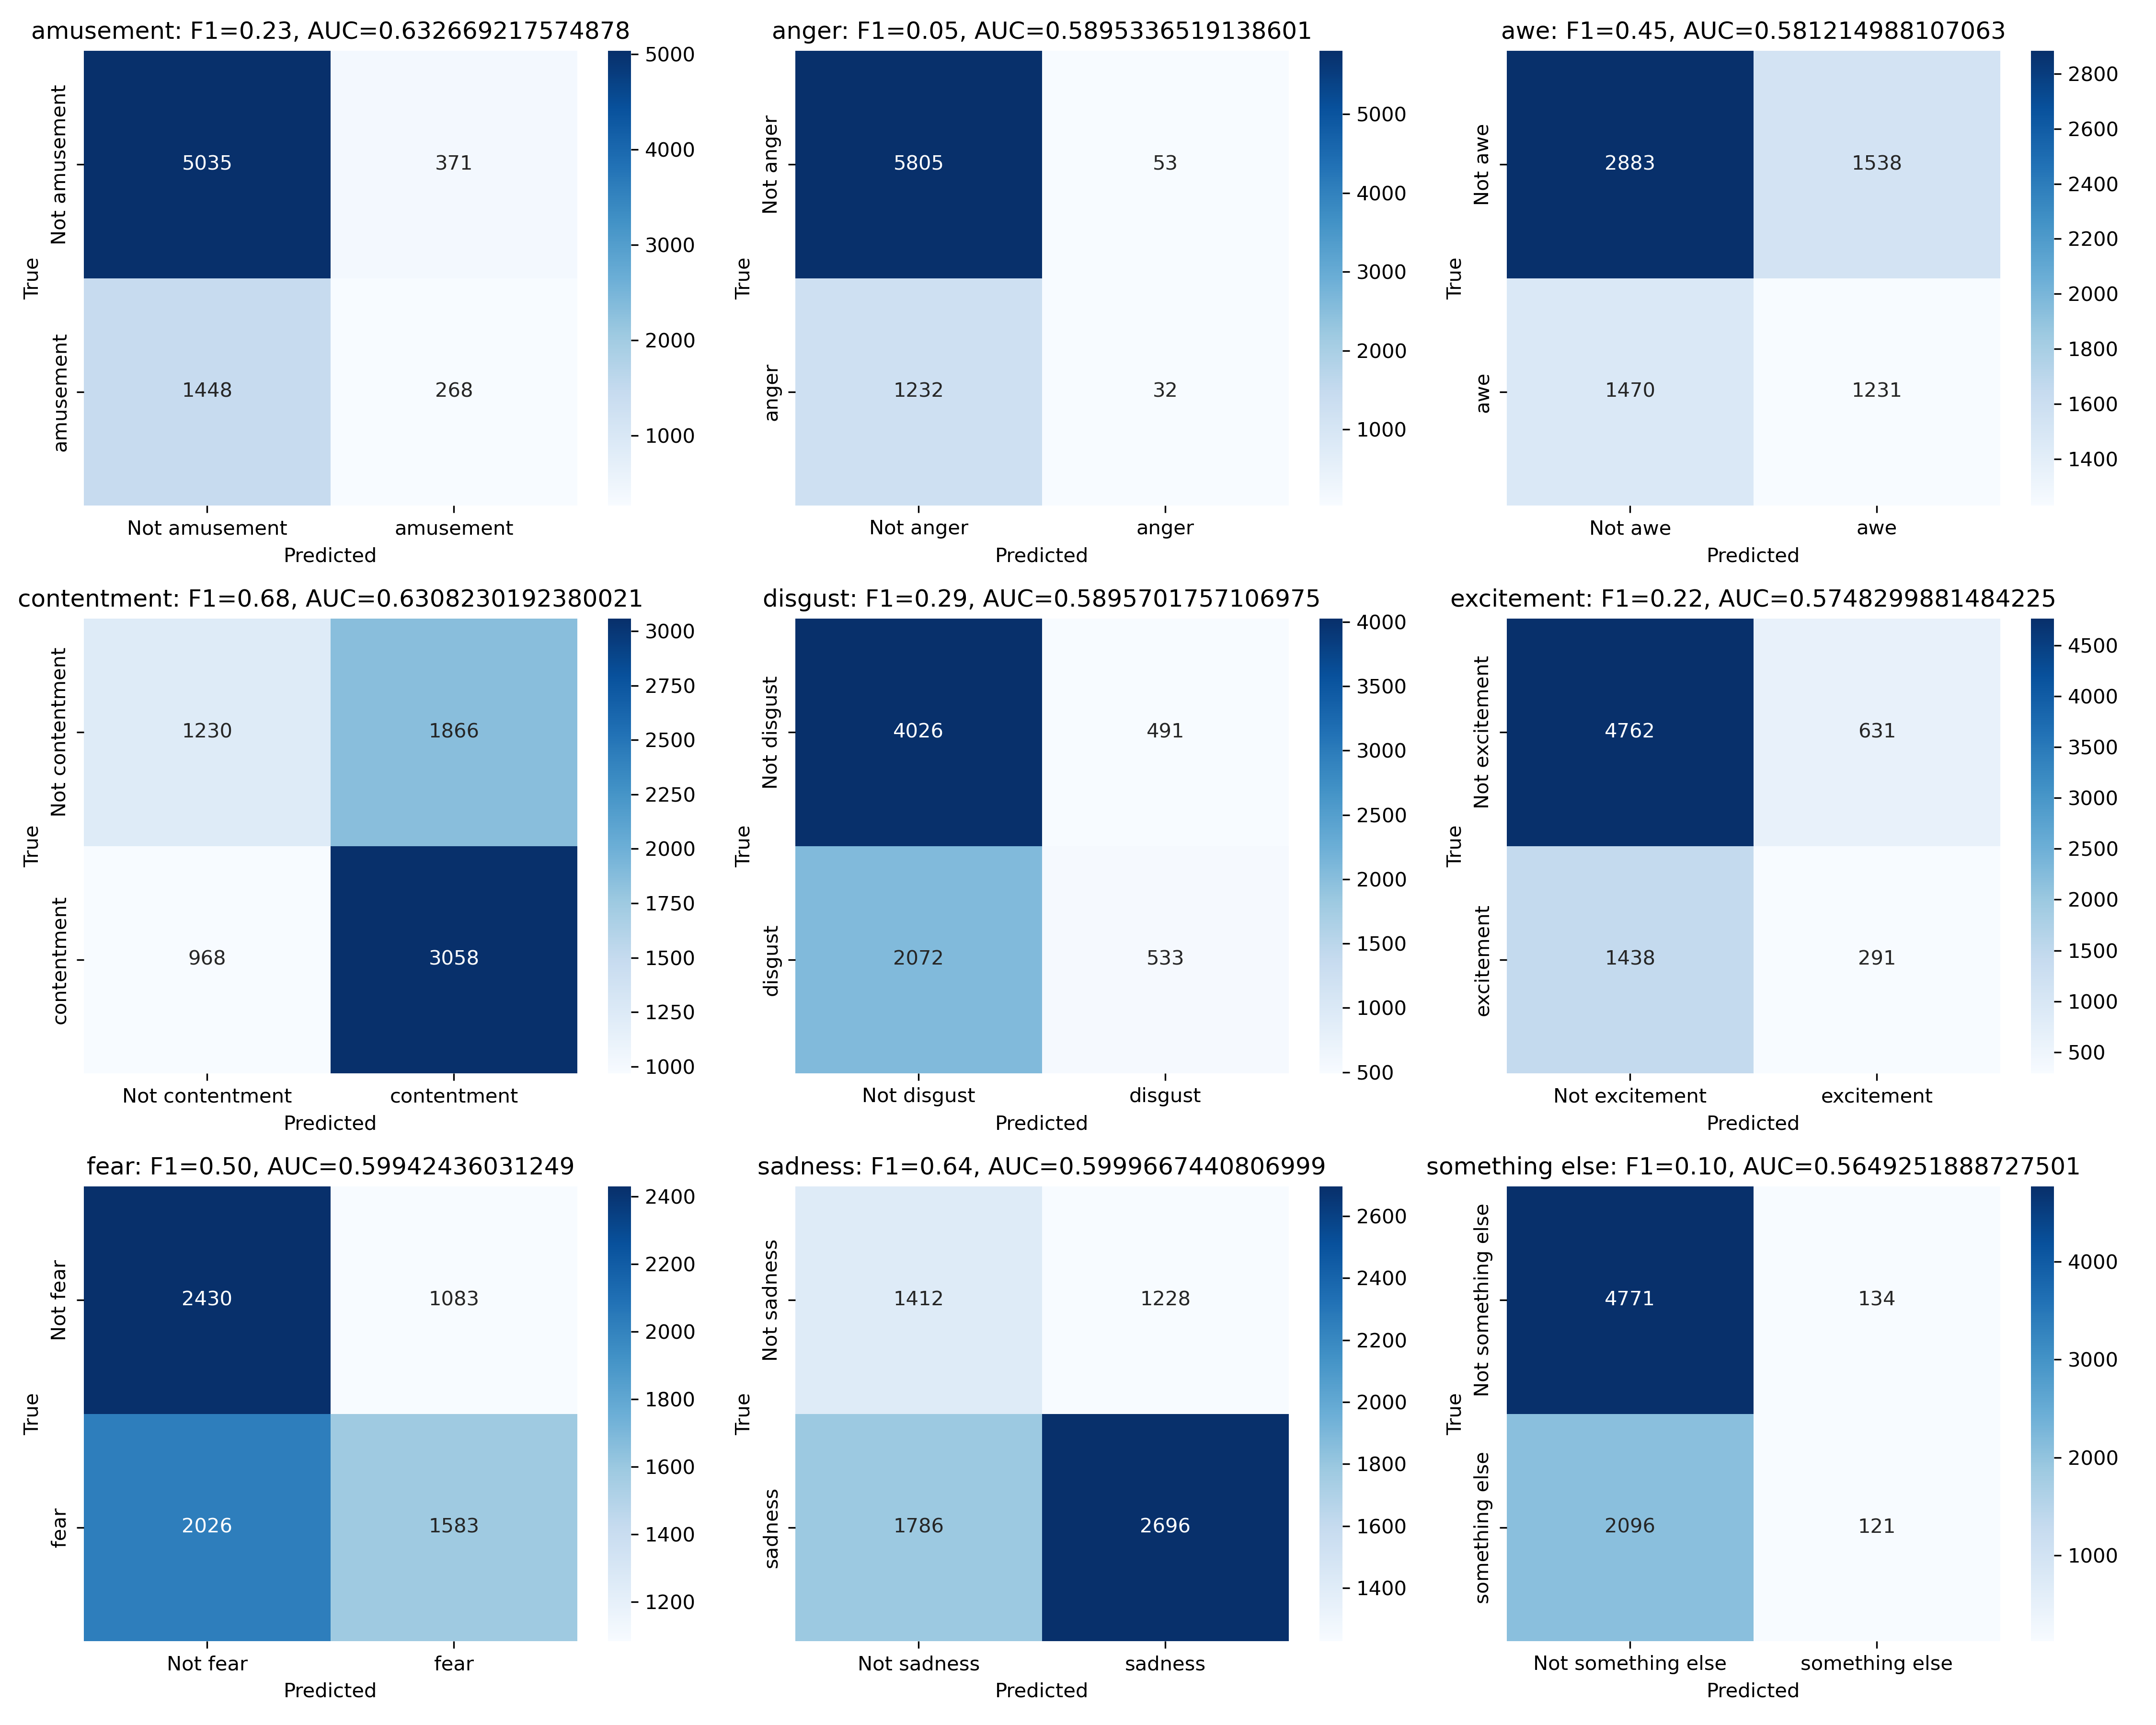 amusement: F1=0.23, AUC=0.632669217574878
5000
4000
3000
2000
1000
True
Not amusement
amusement
5035
371
1448
268
Not amusement
amusement
Predicted
anger: F1=0.05, AUC=0.5895336519138601
5000
4000
3000
2000
1000
True
Not anger
anger
5805
53
1232
32
Not anger
anger
Predicted
awe: F1=0.45, AUC=0.581214988107063
2800
2600
2400
2200
2000
1800
1600
1400
True
Not awe
awe
2883
1538
1470
1231
Not awe
awe
Predicted
contentment: F1=0.68, AUC=0.6308230192380021
3000
2750
2500
2250
2000
1750
1500
1250
1000
True
Not contentment
contentment
1230
1866
968
3058
Not contentment
contentment
Predicted
disgust: F1=0.29, AUC=0.5895701757106975
4000
3500
3000
2500
2000
1500
1000
500
True
Not disgust
disgust
4026
491
2072
533
Not disgust
disgust
Predicted
excitement: F1=0.22, AUC=0.5748299881484225
4500
4000
3500
3000
2500
2000
1500
1000
500
True
Not excitement
excitement
4762
631
1438
291
Not excitement
excitement
Predicted
fear: F1=0.50, AUC=0.59942436031249
2400
2200
2000
1800
1600
1400
1200
True
Not fear
fear
2430
1083
2026
1583
Not fear
fear
Predicted
sadness: F1=0.64, AUC=0.5999667440806999
2600
2400
2200
2000
1800
1600
1400
True
Not sadness
sadness
1412
1228
1786
2696
Not sadness
sadness
Predicted
something else: F1=0.10, AUC=0.5649251888727501
4000
3000
2000
1000
True
Not something else
something else
4771
134
2096
121
Not something else
something else
Predicted